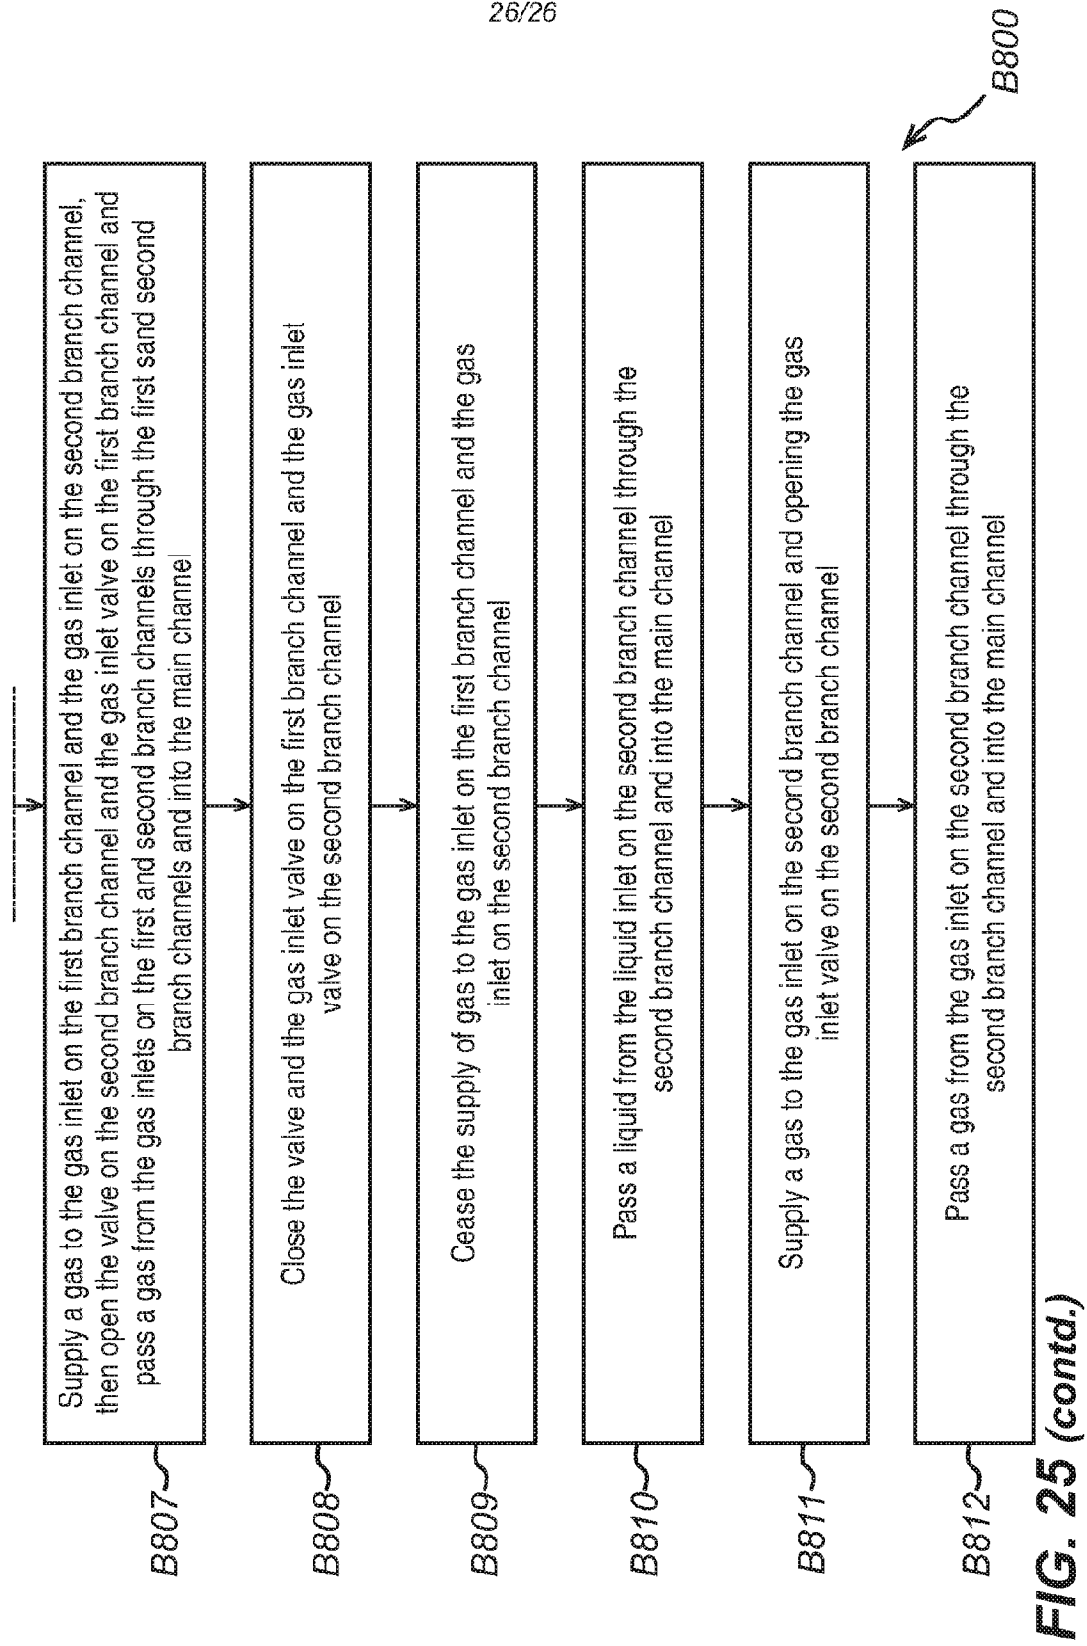 26/26
B800
Supply a gas to the gas inlet on the first branch channel and the gas inlet on the second branch channel,
then open the valve on the second branch channel and the gas inlet valve on the first branch channel and
pass a gas from the gas inlets on the first and second branch channels through the first sand second
branch channels and into the main channel
B807
Close the valve and the gas inlet valve on the first branch channel and the gas inlet
valve on the second branch channel
B808
Cease the supply of gas to the gas inlet on the first branch channel and the gas
inlet on the second branch channel
B809
Pass a liquid from the liquid inlet on the second branch channel through the
second branch channel and into the main channel
B810
Supply a gas to the gas inlet on the second branch channel and opening the gas
inlet valve on the second branch channel
B811
Pass a gas from the gas inlet on the second branch channel through the
second branch channel and into the main channel
B812
FIG. 25 (contd.)